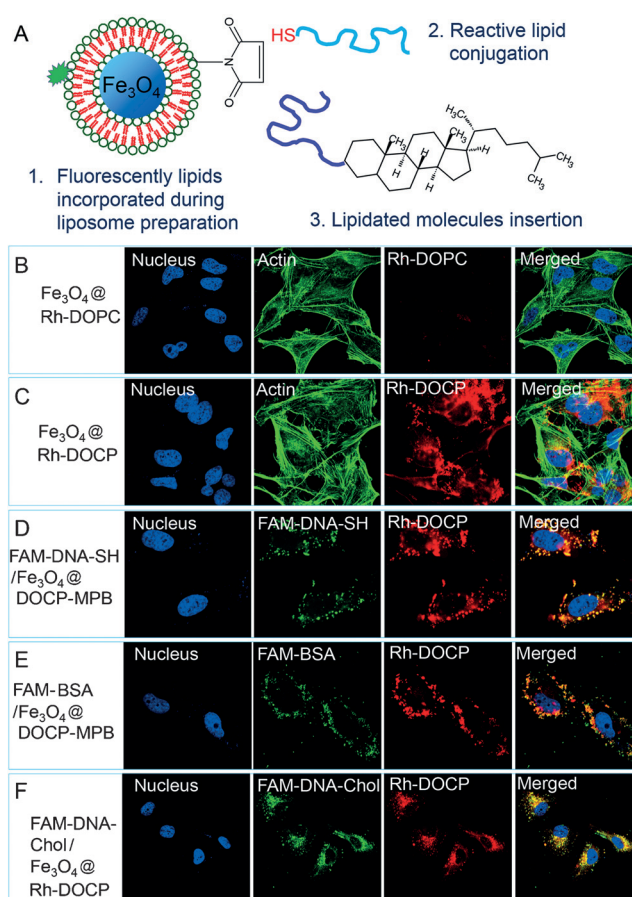 A
HS
2. Reactive lipid
conjugation
N
O
O
Fe3O4
H3C
CH3
CH3
CH3
CH3
H
H
H
H
CH3
1. Fluorescently lipids
incorporated during
liposome preparation
3. Lipidated molecules insertion
B
Fe3O4@
Rh-DOPC
Nucleus
Actin
Rh-DOPC
Merged
C
Fe3O4@
Rh-DOCP
Nucleus
Actin
Rh-DOCP
Merged
D
FAM-DNA-SH
/Fe3O4@
DOCP-MPB
Nucleus
FAM-DNA-SH
Rh-DOCP
Merged
E
FAM-BSA
/Fe3O4@
DOCP-MPB
Nucleus
FAM-BSA
Rh-DOCP
Merged
F
FAM-DNA-
Chol/
Fe3O4@
Rh-DOCP
Nucleus
FAM-DNA-Chol
Rh-DOCP
Merged